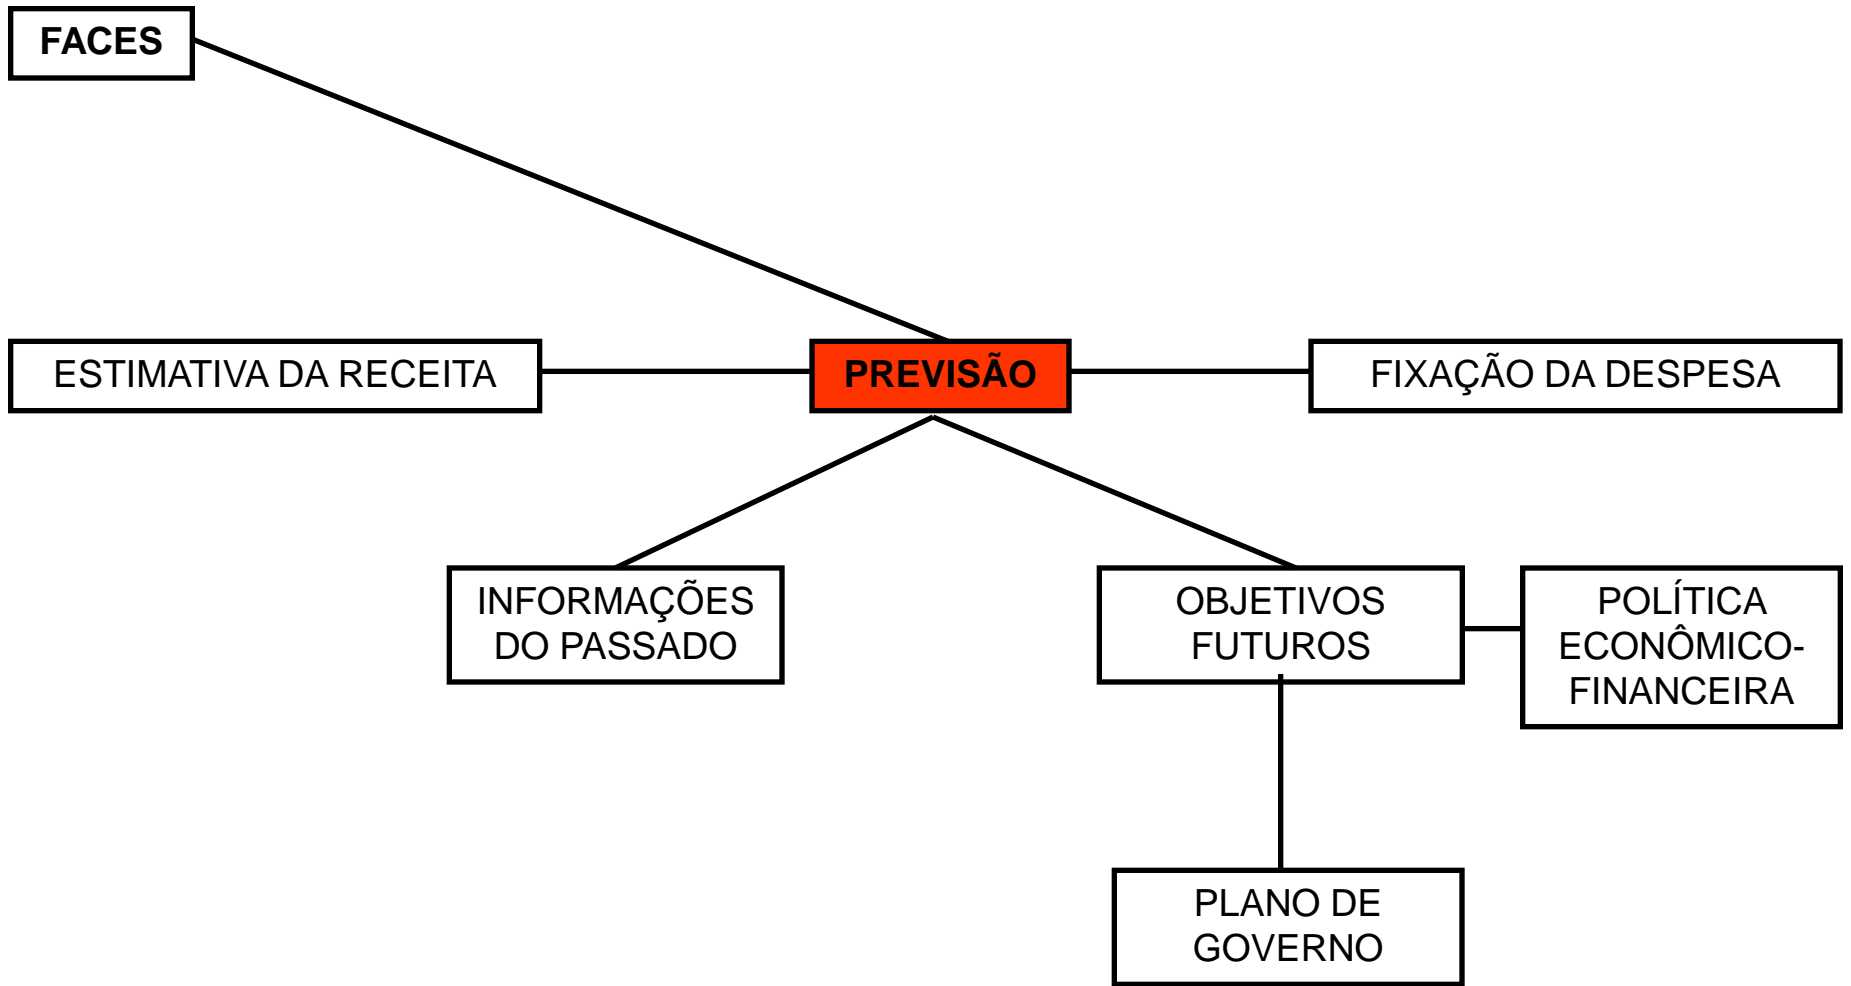 FACES
ESTIMATIVA DA RECEITA
PREVISÃO
FIXAÇÃO DA DESPESA
INFORMAÇÕES
DO PASSADO
OBJETIVOS
FUTUROS
POLÍTICA
ECONÔMICO-
FINANCEIRA
PLANO DE
GOVERNO